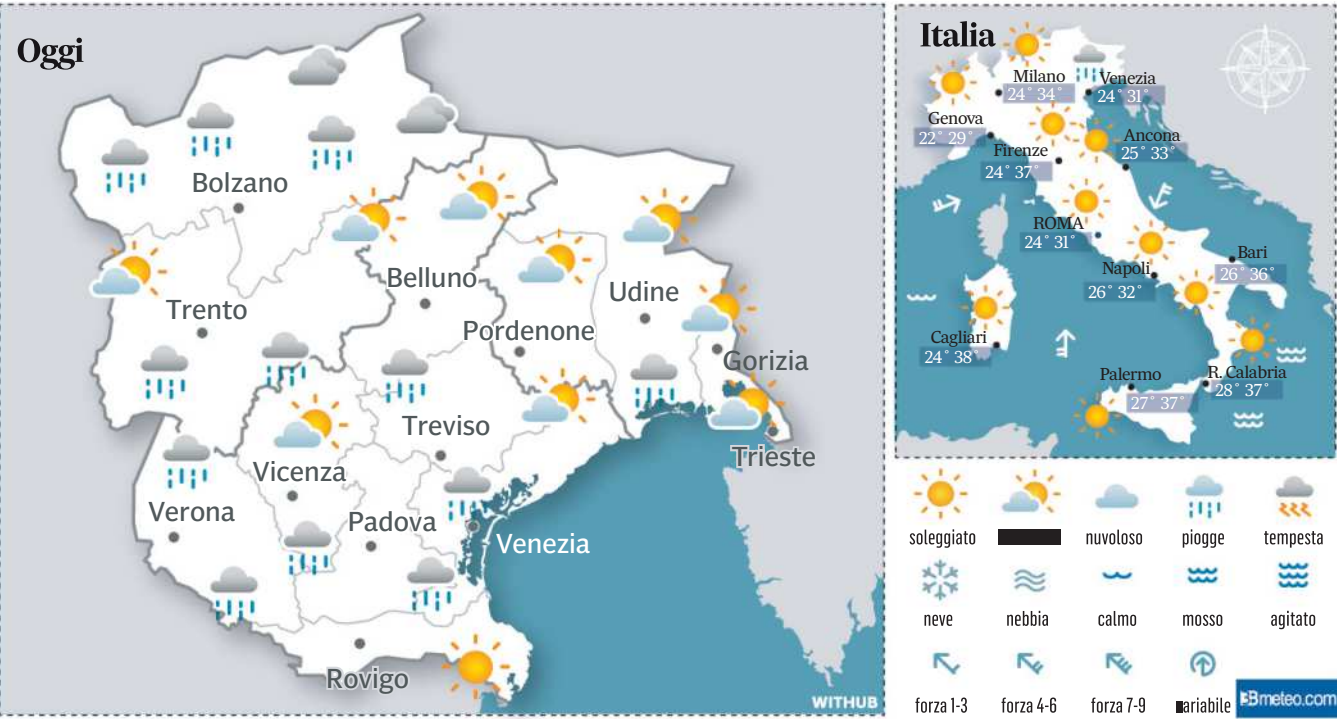 Oggi
Bolzano
Trento
Belluno
Udine
Pordenone
Gorizia
Treviso
Trieste
Vicenza
Verona
Padova
Venezia
Rovigo
WITHUB
Italia
Milano
24° 34°
Venezia
24° 31°
Genova
22° 29°
Firenze
24° 37°
Ancona
25° 33°
ROMA
24° 31°
Bari
26° 36°
Napoli
26° 32°
Cagliari
24° 38°
Palermo
27° 37°
R. Calabria
28° 37°
soleggiato nuvoloso piogge tempesta
neve nebbia calmo mosso agitato
forza 1-3 forza 4-6 forza 7-9 ariabile
3Bmeteo.com